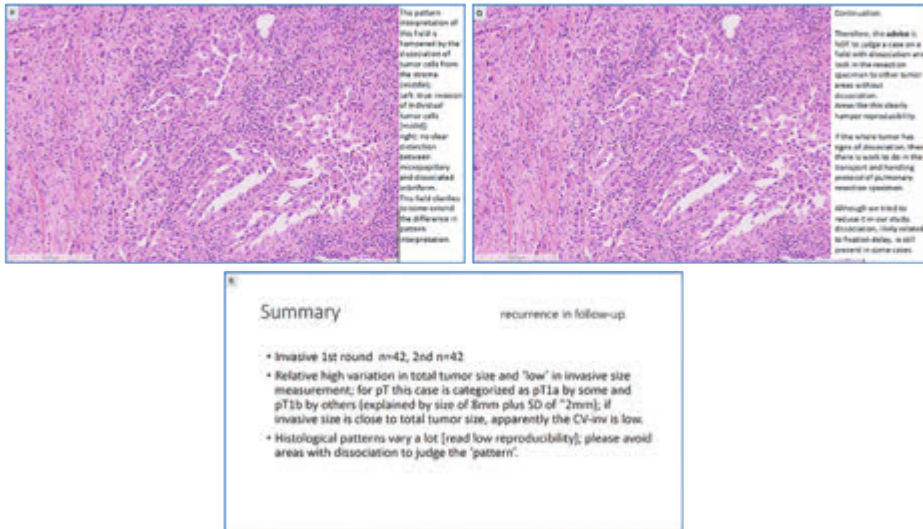 P
The pattern
interpretation of
this field is
hampered by the
dissociation of
tumor cells from
the stroma
(middle);
Left: true invasion
of individual
tumor cells
right: no clear
distinction
between
micropapillary
and dissociated
cribriform.
This field clarifies
to some extend
the difference in
pattern
interpretation.
Q
Continuation.
Therefore, the advice is
NOT to judge a case on a
field with dissociation and
look in the resection
specimen to other tumor
areas without
dissociation.
Areas like this clearly
hamper reproducibility.
If the whole tumor has
signs of dissociation, then
there is work to do in the
transport and handling
protocol of pulmonary
resection specimen.
Although we tried to
reduce it in our study,
dissociation, likely related
to fixation delay, is still
present in some cases.
R
Summary
recurrence in follow-up
• Invasive 1st round n=42, 2nd n=42
• Relative high variation in total tumor size and 'low' in invasive size
measurement; for pT this case is categorized as pT1a by some and
pT1b by others (explained by size of 8mm plus SD of ~2mm); if
invasive size is close to total tumor size, apparently the CV-inv is low.
• Histological patterns vary a lot [read low reproducibility]; please avoid
areas with dissociation to judge the 'pattern'.